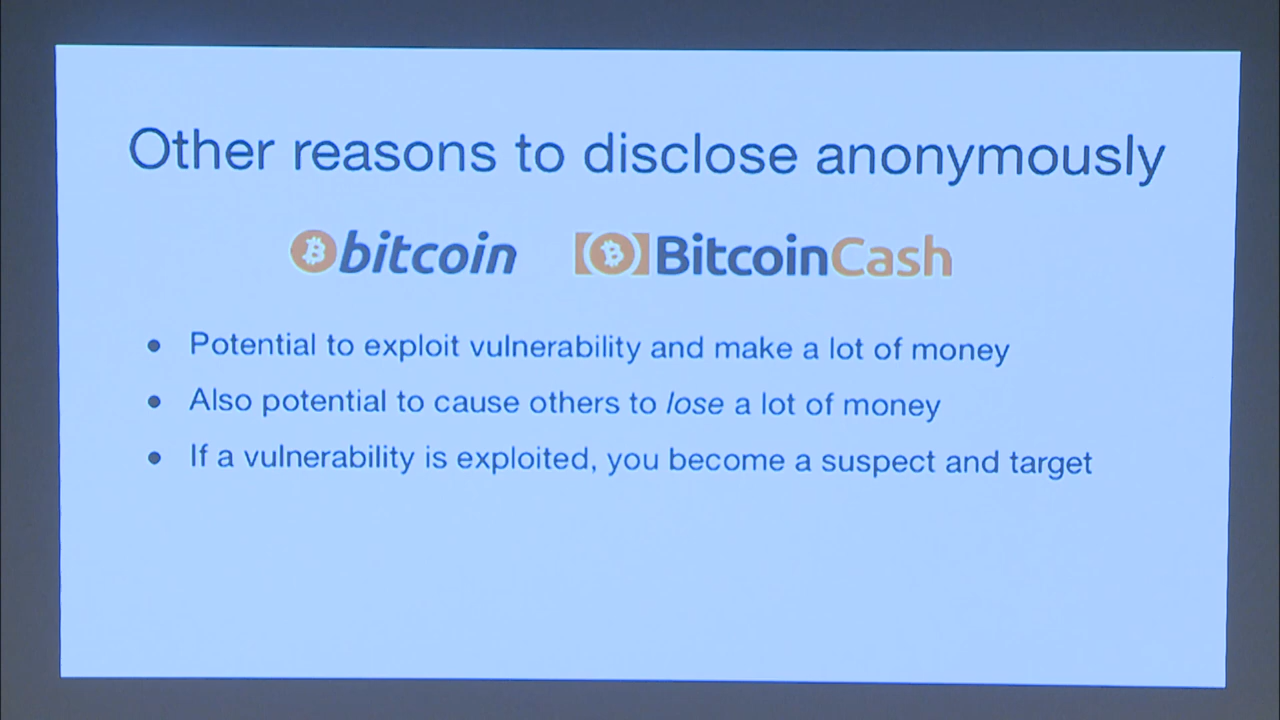 Other reasons to disclose anonymously
bitcoin BitcoinCash
• Potential to exploit vulnerability and make a lot of money
• Also potential to cause others to lose a lot of money
• If a vulnerability is exploited, you become a suspect and target